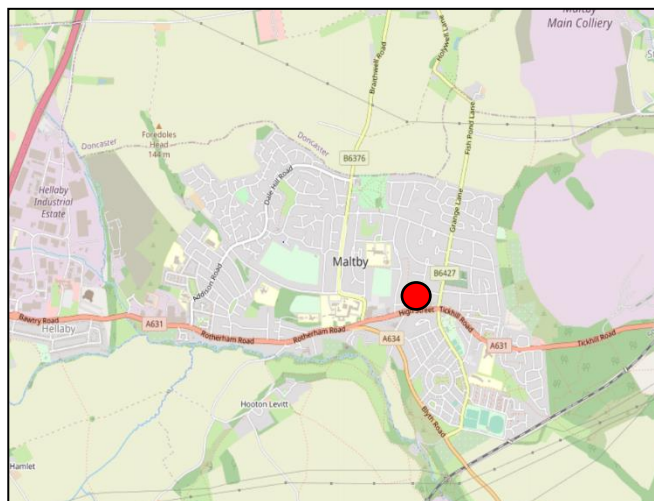 Maltby
Main Colliery
Holywell Lane
Braithwell Road
Fish Pond Lane
Foredoles
Head
144 m
Doncaster
Doncaster
B6376
Dale Hill Road
Hellaby
Industrial
Estate
Grange Lane
Maltby
B6427
Addison Road
High Street
Tickhill Road
Bawtry Road
A631
Hellaby
Rotherham Road
Rotherham Road
A634
A631
Tickhill Road
Hooton Levitt
Blyth Road
Hamlet